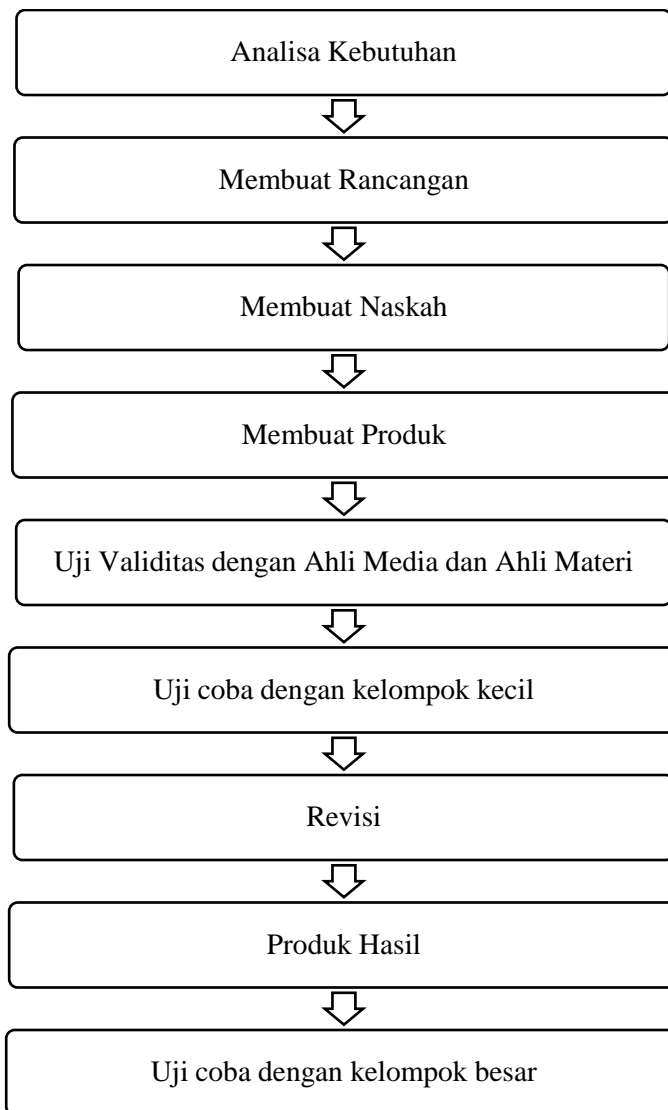 Analisa Kebutuhan
Membuat Rancangan
Membuat Naskah
Membuat Produk
Uji Validitas dengan Ahli Media dan Ahli Materi
Uji coba dengan kelompok kecil
Revisi
Produk Hasil
Uji coba dengan kelompok besar